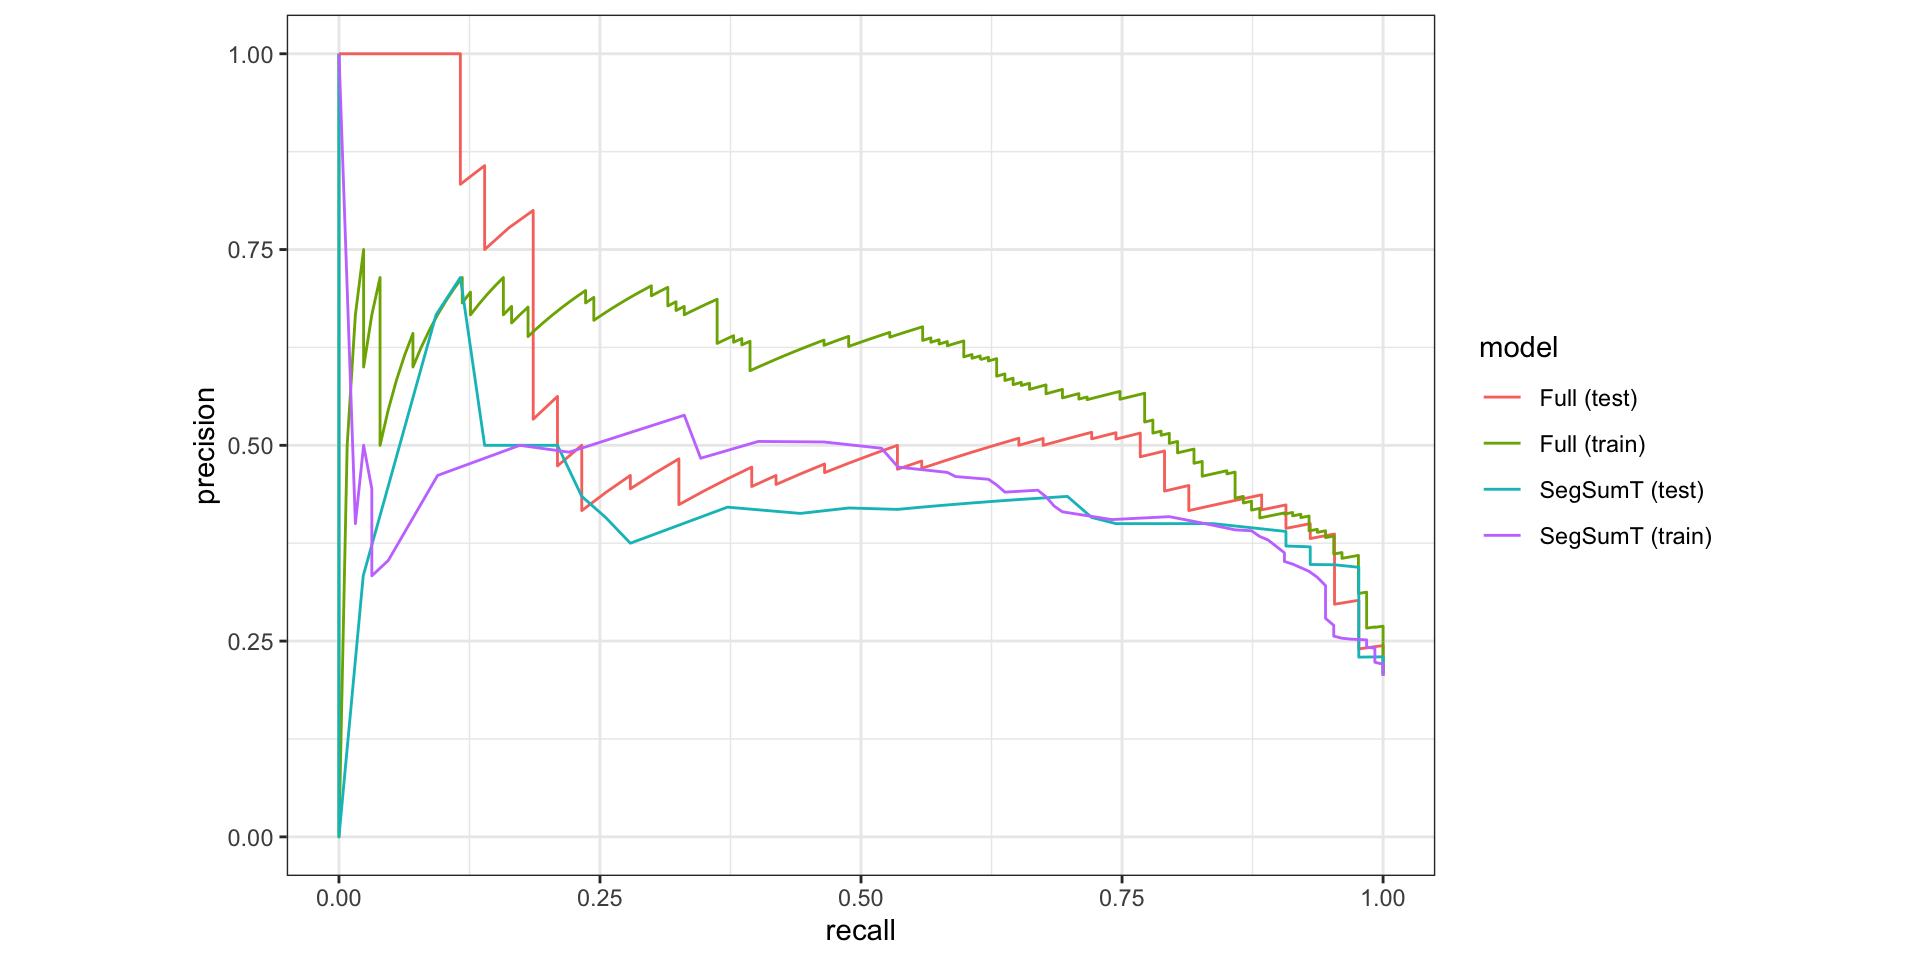 1.00
0.75
0.50
0.25
0.00
precision
0.00
0.25
0.50
0.75
1.00
recall
model
Full (test)
Full (train)
SegSumT (test)
SegSumT (train)